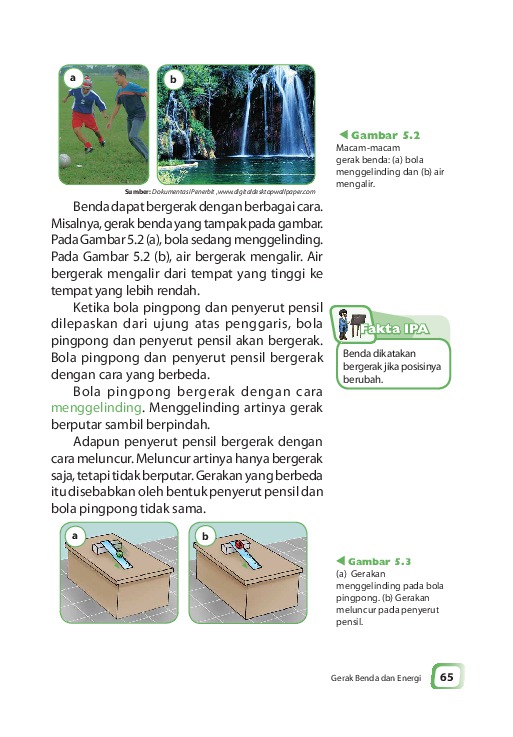 a
b
Gambar 5.2
Macam-macam
gerak benda: (a) bola
menggelinding dan (b) air
mengalir.
Sumber: Dokumentasi Penerbit ,www.digitaldesktopwallpaper.com
Benda dapat bergerak dengan berbagai cara.
Misalnya, gerak benda yang tampak pada gambar.
Pada Gambar 5.2 (a), bola sedang menggelinding.
Pada Gambar 5.2 (b), air bergerak mengalir. Air
bergerak mengalir dari tempat yang tinggi ke
tempat yang lebih rendah.
Ketika bola pingpong dan penyerut pensil
dilepaskan dari ujung atas penggaris, bola
pingpong dan penyerut pensil akan bergerak.
Bola pingpong dan penyerut pensil bergerak
dengan cara yang berbeda.
Fakta IPA
Benda dikatakan
bergerak jika posisinya
berubah.
Bola pingpong bergerak dengan cara
menggelinding. Menggelinding artinya gerak
berputar sambil berpindah.
Adapun penyerut pensil bergerak dengan
cara meluncur. Meluncur artinya hanya bergerak
saja, tetapi tidak berputar. Gerakan yang berbeda
itu disebabkan oleh bentuk penyerut pensil dan
bola pingpong tidak sama.
a
b
Gambar 5.3
(a) Gerakan
menggelinding pada bola
pingpong. (b) Gerakan
meluncur pada penyerut
pensil.
Gerak Benda dan Energi 65